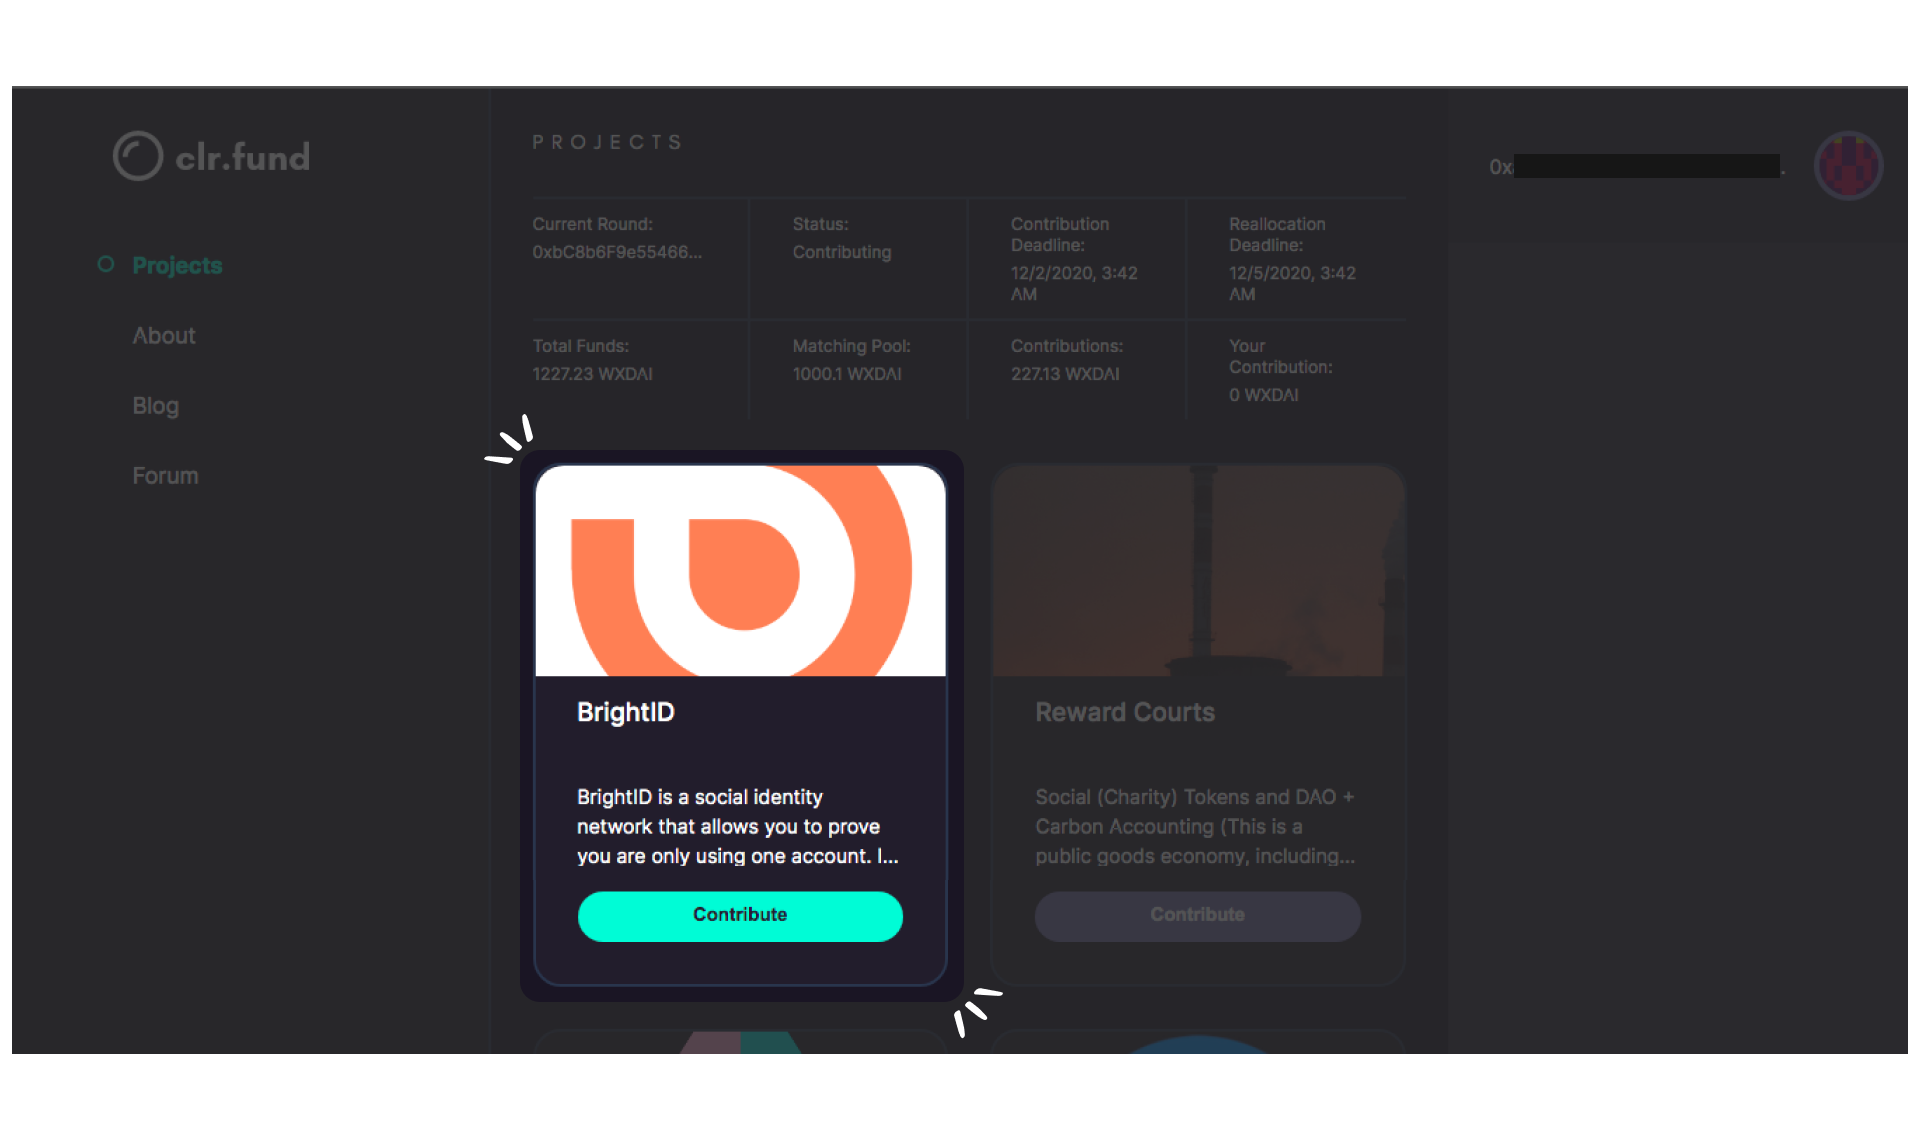 clr.fund
Projects
About
Blog
Forum
PROJECTS
Current Round:
0xbC8b6F9e55466...
Status:
Contributing
Contribution
Deadline:
12/2/2020, 3:42
AM
Reallocation
Deadline:
12/5/2020, 3:42
AM
Total Funds:
1227.23 WXDAI
Matching Pool:
1000.1 WXDAI
Contributions:
227.13 WXDAI
Your
Contribution:
0 WXDAI
BrightID
BrightID is a social identity
network that allows you to prove
you are only using one account. I...
Contribute
Reward Courts
Social (Charity) Tokens and DAO +
Carbon Accounting (This is a
public goods economy, including...
Contribute
0x